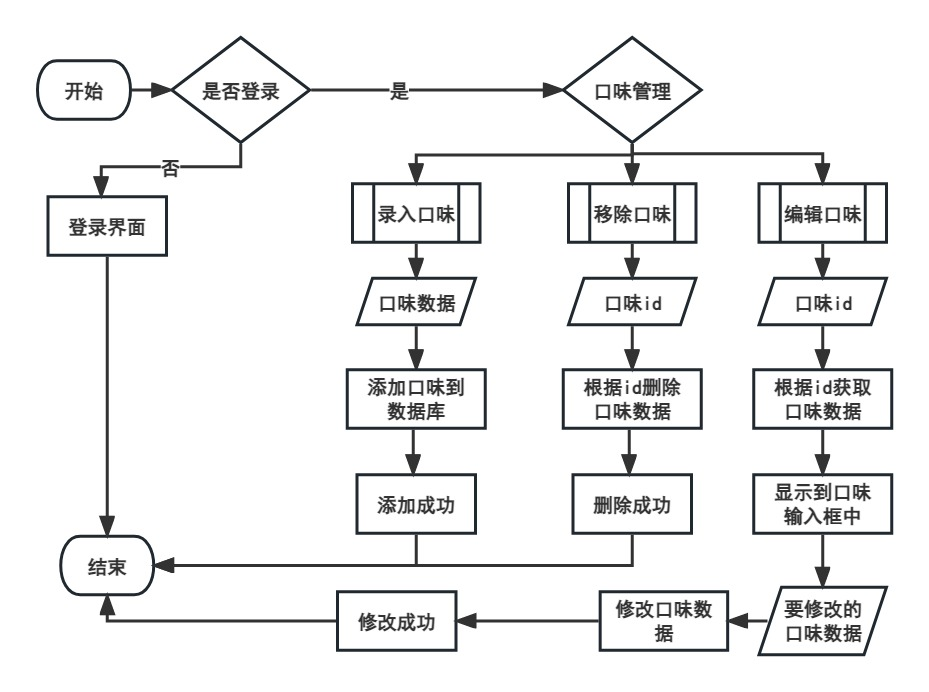 开始
是否登录
是
口味管理
否
登录界面
录入口味
移除口味
编辑口味
口味数据
口味id
口味id
添加口味到
数据库
根据id删除
口味数据
根据id获取
口味数据
添加成功
删除成功
显示到口味
输入框中
结束
修改成功
修改口味数
据
要修改的
口味数据